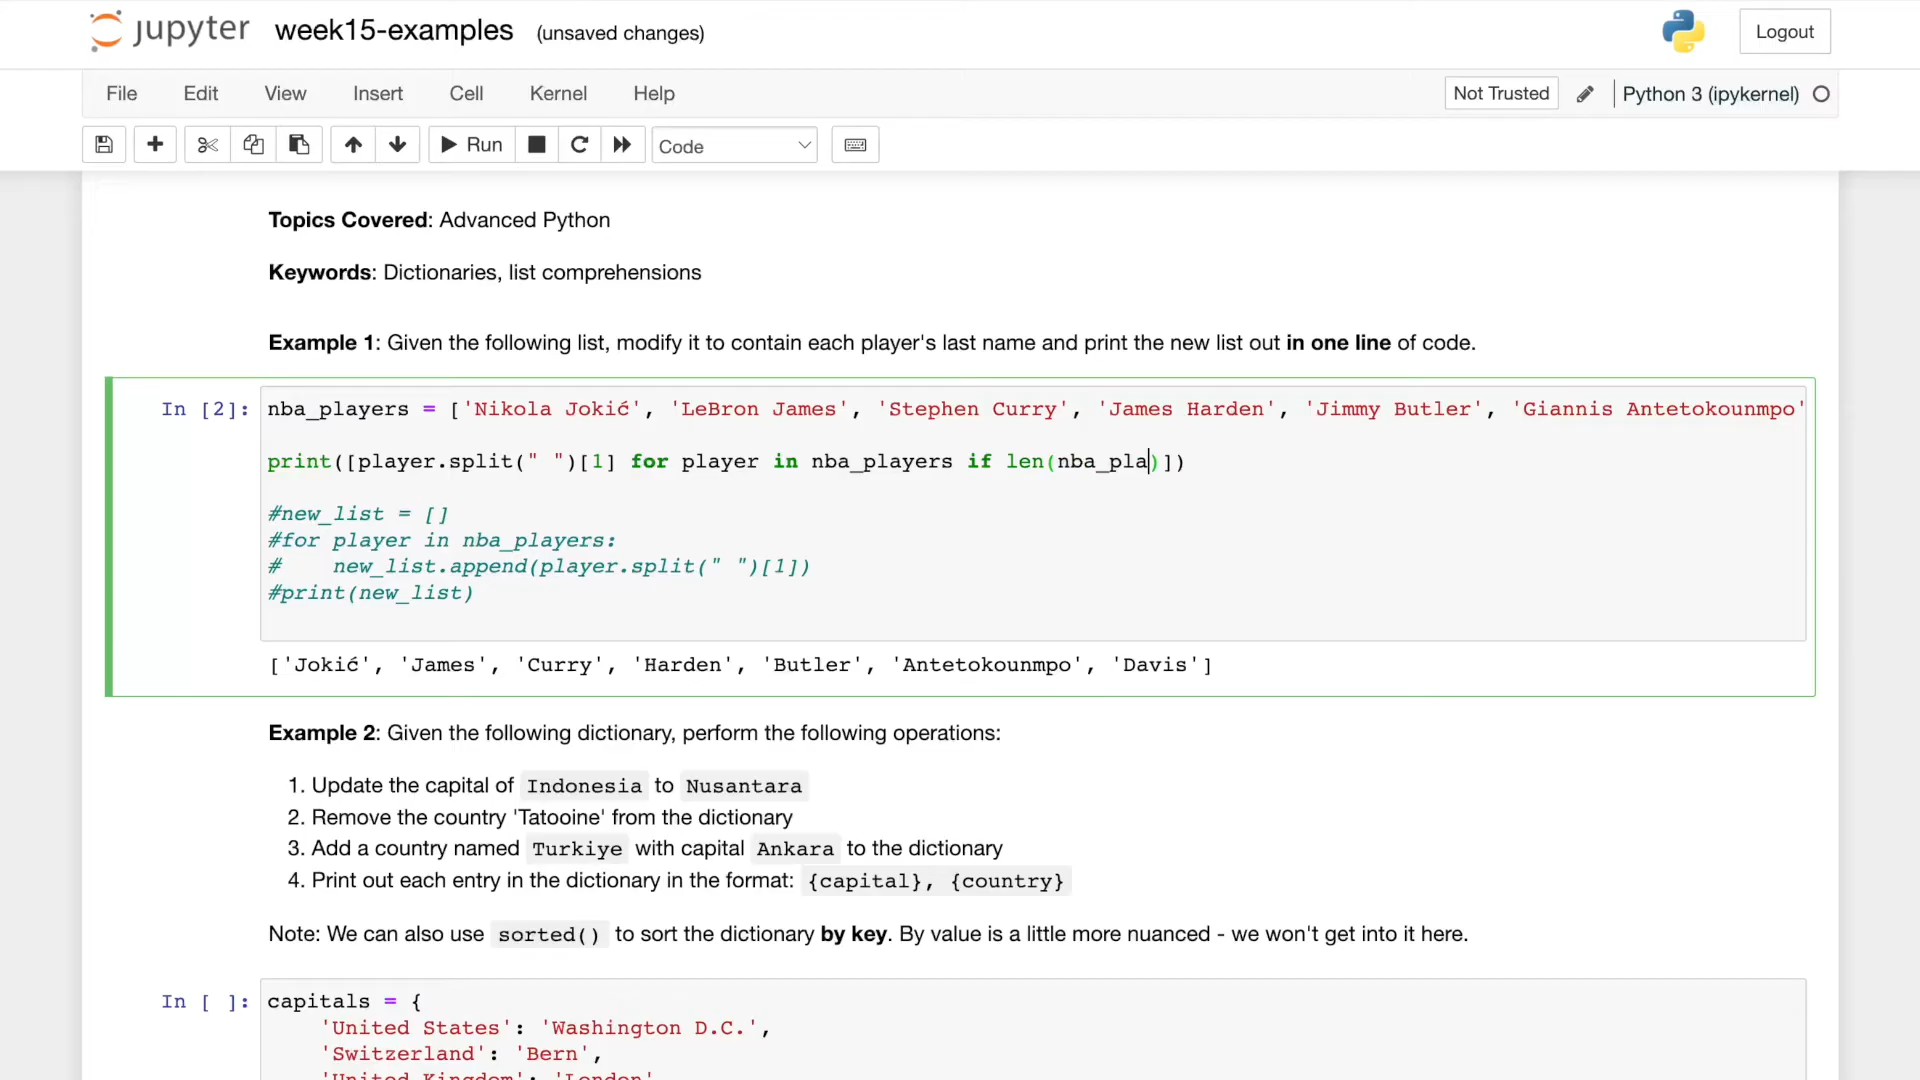 jupyter week15-examples (unsaved changes) Logout
File Edit View Insert Cell Kernel Help Not Trusted Python 3 (ipykernel)
Run Code
Topics Covered: Advanced Python
Keywords: Dictionaries, list comprehensions
Example 1: Given the following list, modify it to contain each player's last name and print the new list out in one line of code.
In [2]: nba_players = ['Nikola Jokić', 'LeBron James', 'Stephen Curry', 'James Harden', 'Jimmy Butler', 'Giannis Antetokounmpo'
print([player.split(" ")[1] for player in nba_players if len(nba_pla)])
#new_list = []
#for player in nba_players:
#    new_list.append(player.split(" ")[1])
#print(new_list)
['Jokić', 'James', 'Curry', 'Harden', 'Butler', 'Antetokounmpo', 'Davis']
Example 2: Given the following dictionary, perform the following operations:
1. Update the capital of Indonesia to Nusantara
2. Remove the country 'Tatooine' from the dictionary
3. Add a country named Turkiye with capital Ankara to the dictionary
4. Print out each entry in the dictionary in the format: {capital}, {country}
Note: We can also use sorted() to sort the dictionary by key. By value is a little more nuanced - we won't get into it here.
In [ ]: capitals = {
'United States': 'Washington D.C.',
'Switzerland': 'Bern',
'United Kingdom': 'London'